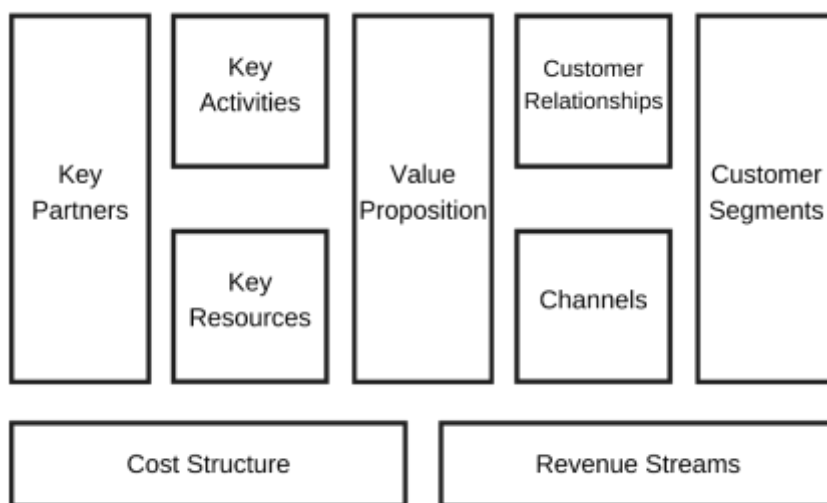 Key
Partners
Key
Activities
Key
Resources
Value
Proposition
Customer
Relationships
Channels
Customer
Segments
Cost Structure
Revenue Streams